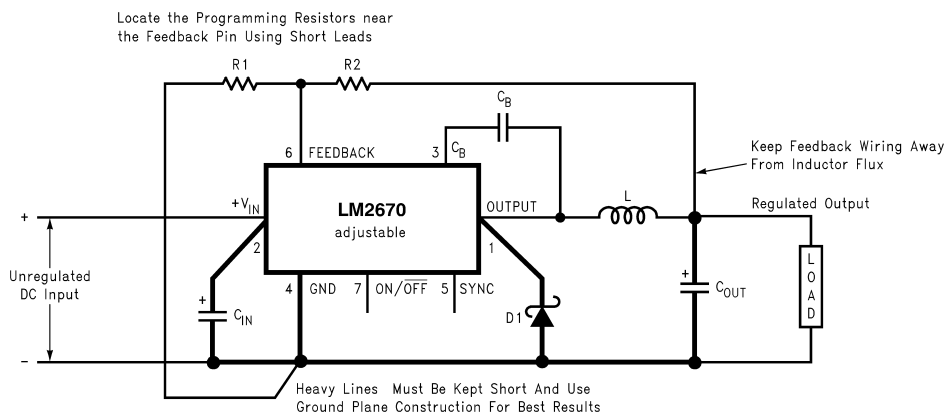 Locate the Programming Resistors near
the Feedback Pin Using Short Leads
R1
R2
C_B
6
FEEDBACK
3
C_B
Keep Feedback Wiring Away
From Inductor Flux
+V_IN
LM2670
adjustable
OUTPUT
L
Regulated Output
+
2
1
Unregulated
DC Input
4
GND
7
ON/O̅F̅F̅
5
SYNC
+
C_IN
D1
+
C_OUT
LOAD
−
Heavy Lines Must Be Kept Short And Use
Ground Plane Construction For Best Results